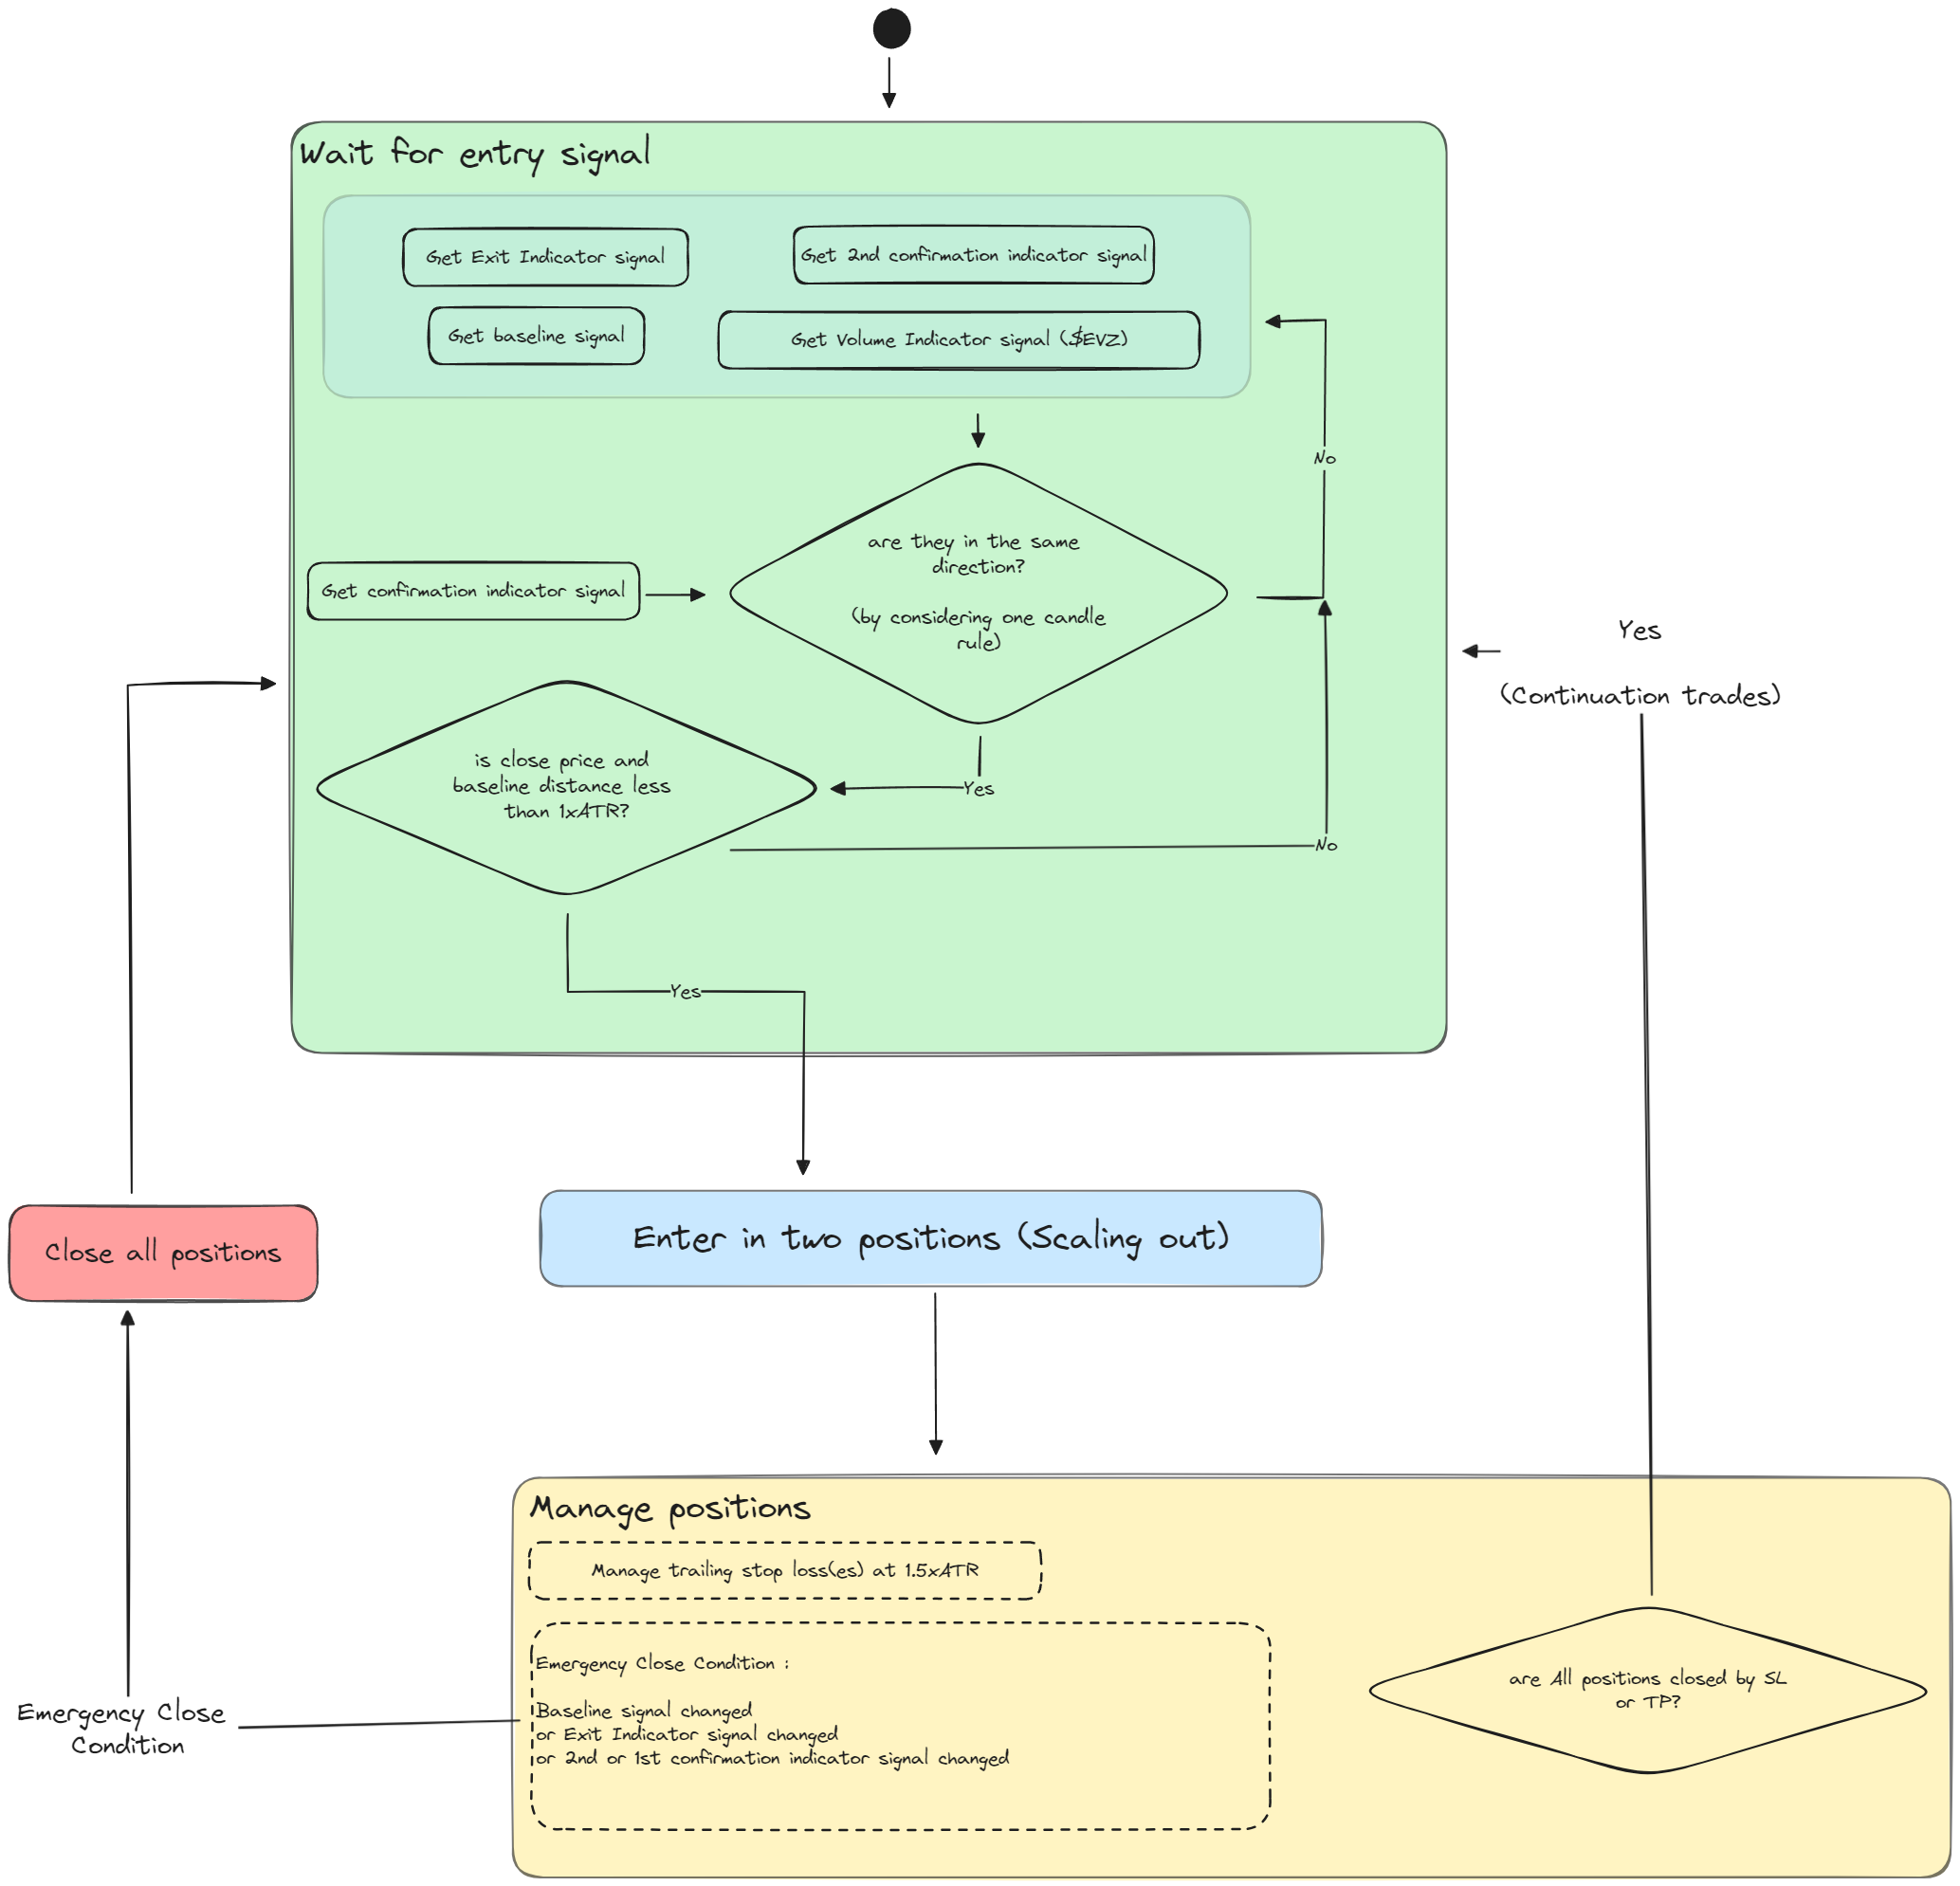 Wait for entry signal
Get Exit Indicator signal
Get 2nd confirmation indicator signal
Get baseline signal
Get Volume Indicator signal ($EVZ)
No
are they in the same
direction?
(by considering one candle
rule)
Get confirmation indicator signal
Yes
(Continuation trades)
is close price and
baseline distance less
than 1xATR?
Yes
No
Yes
Close all positions
Enter in two positions (Scaling out)
Manage positions
Manage trailing stop loss(es) at 1.5xATR
Emergency Close Condition :
Baseline signal changed
or Exit Indicator signal changed
or 2nd or 1st confirmation indicator signal changed
are All positions closed by SL
or TP?
Emergency Close
Condition